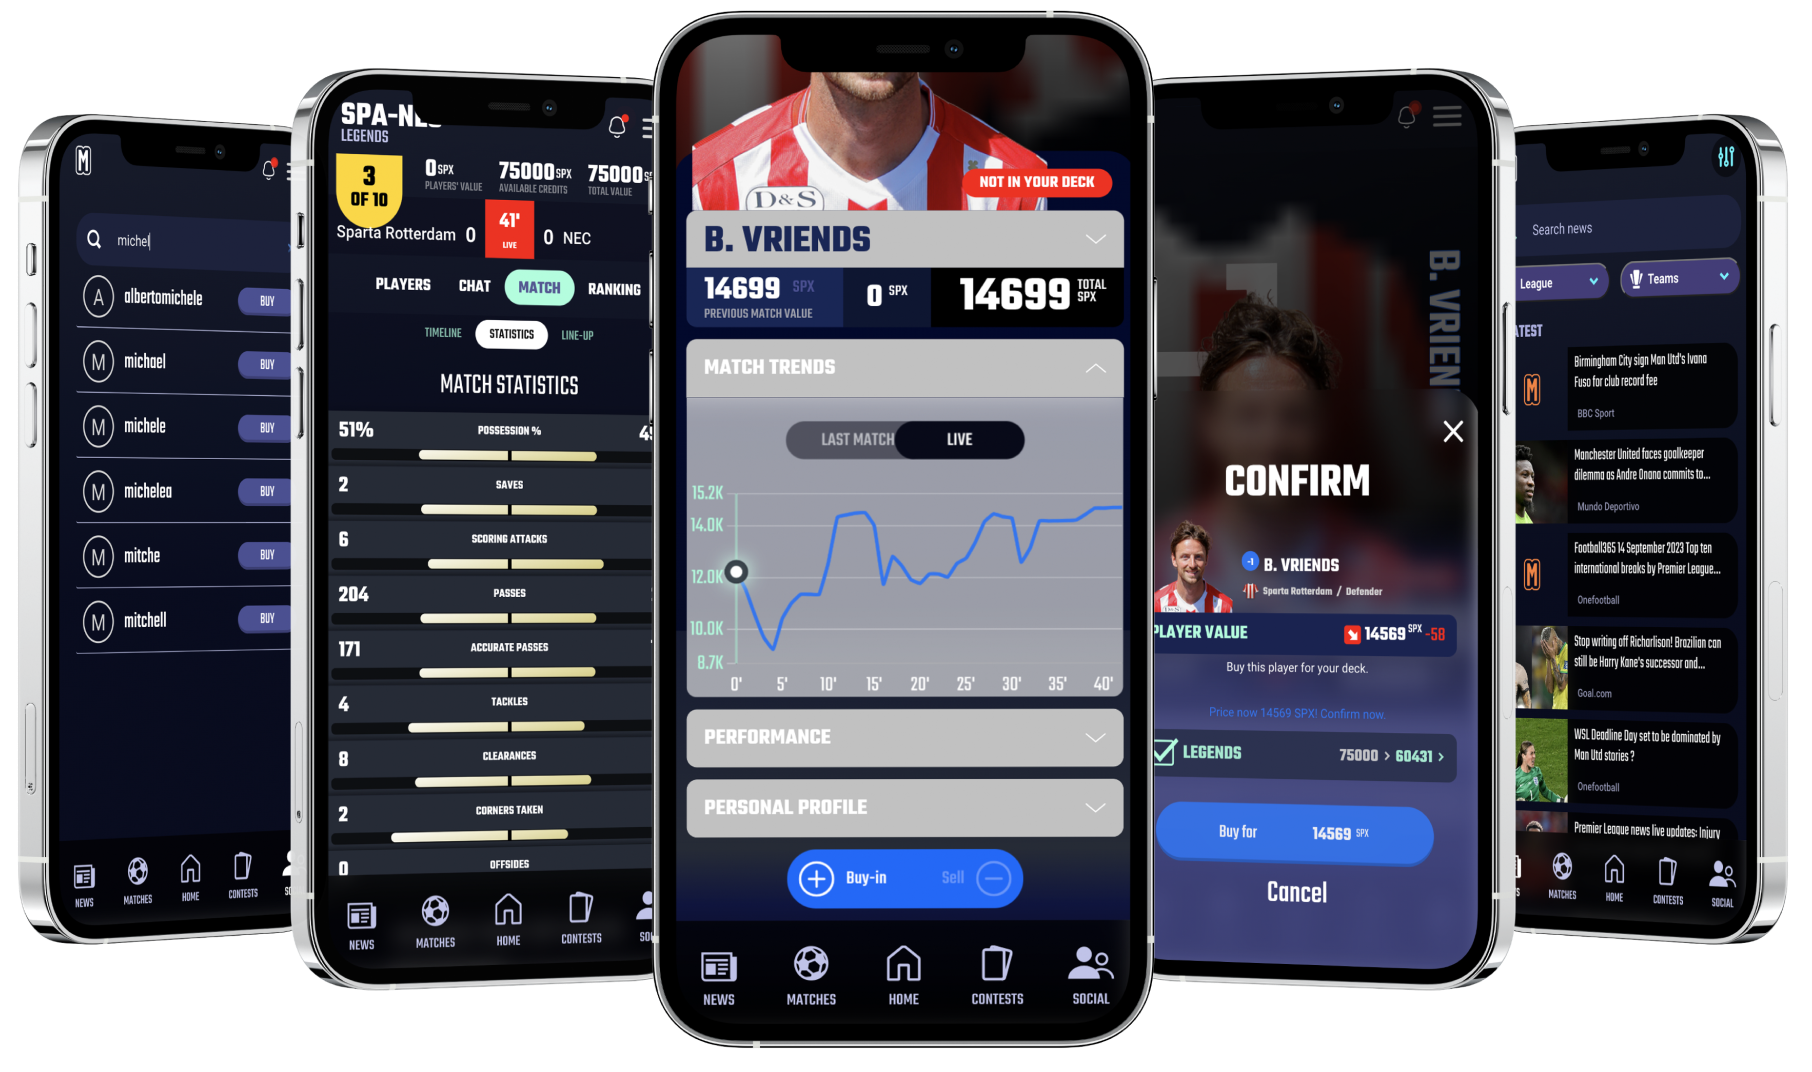 M
michel
A albertomichele BUY
M michael BUY
M michele BUY
M michelea BUY
M mitche BUY
M mitchell BUY
NEWS MATCHES HOME CONTESTS
SPA-NEC
LEGENDS
3
OF 10
0 SPX
PLAYERS' VALUE
75000 SPX
AVAILABLE CREDITS
75000
TOTAL VALUE
Sparta Rotterdam 0
41'
LIVE
0 NEC
PLAYERS CHAT MATCH RANKING
TIMELINE STATISTICS LINE-UP
MATCH STATISTICS
51% POSSESSION %
2 SAVES
6 SCORING ATTACKS
204 PASSES
171 ACCURATE PASSES
4 TACKLES
8 CLEARANCES
2 CORNERS TAKEN
0 OFFSIDES
NEWS MATCHES HOME CONTESTS
D&S
NOT IN YOUR DECK
B. VRIENDS
14699 SPX
PREVIOUS MATCH VALUE
0 SPX
14699 TOTAL SPX
MATCH TRENDS
LAST MATCH LIVE
15.2K
14.0K
12.0K
10.0K
8.7K
0' 5' 10' 15' 20' 25' 30' 35' 40'
PERFORMANCE
PERSONAL PROFILE
Buy-in Sell
NEWS MATCHES HOME CONTESTS SOCIAL
B. VRIEN
CONFIRM
-1 B. VRIENDS
Sparta Rotterdam / Defender
PLAYER VALUE 14569 SPX -58
Buy this player for your deck.
Price now 14569 SPX! Confirm now.
LEGENDS 75000 > 60431 >
Buy for 14569 SPX
Cancel
Search news
League Teams
ATEST
Birmingham City sign Man Utd's Ivana
Fuso for club record fee
BBC Sport
Manchester United faces goalkeeper
dilemma as Andre Onana commits to...
Mundo Deportivo
Football365 14 September 2023 Top ten
international breaks by Premier League...
Onefootball
Stop writing off Richarlison! Brazilian can
still be Harry Kane's successor and...
Goal.com
WSL Deadline Day set to be dominated by
Man Utd stories ?
Onefootball
Premier League news live updates: Injury
MATCHES HOME CONTESTS SOCIAL